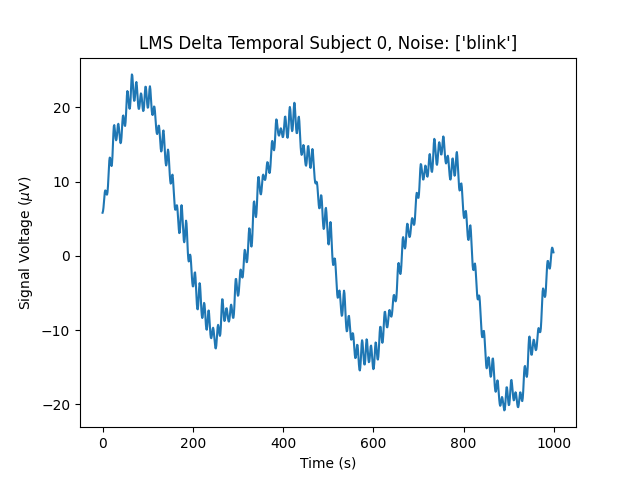 LMS Delta Temporal Subject 0, Noise: ['blink']
Signal Voltage (μV)
20
10
0
−10
−20
0 200 400 600 800 1000
Time (s)